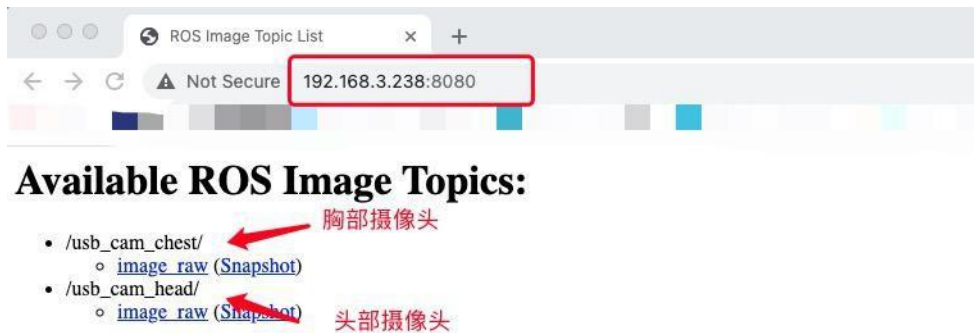 ROS Image Topic List
Not Secure 192.168.3.238:8080
Available ROS Image Topics:
胸部摄像头
• /usb_cam_chest/
◦ image_raw (Snapshot)
• /usb_cam_head/
◦ image_raw (Snapshot)
头部摄像头